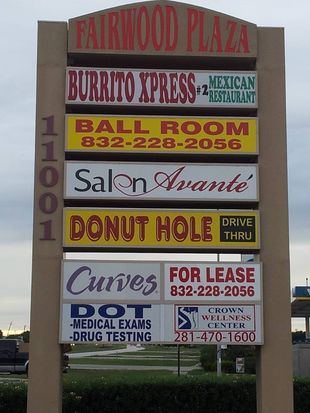 FAIRWOOD PLAZA
BURRITO XPRESS #2 MEXICAN RESTAURANT
BALL ROOM
832-228-2056
11001
Salon Avanté
DONUT HOLE DRIVE THRU
Curves
FOR LEASE
832-228-2056
DOT
-MEDICAL EXAMS
-DRUG TESTING
CROWN
WELLNESS
CENTER
281-470-1600